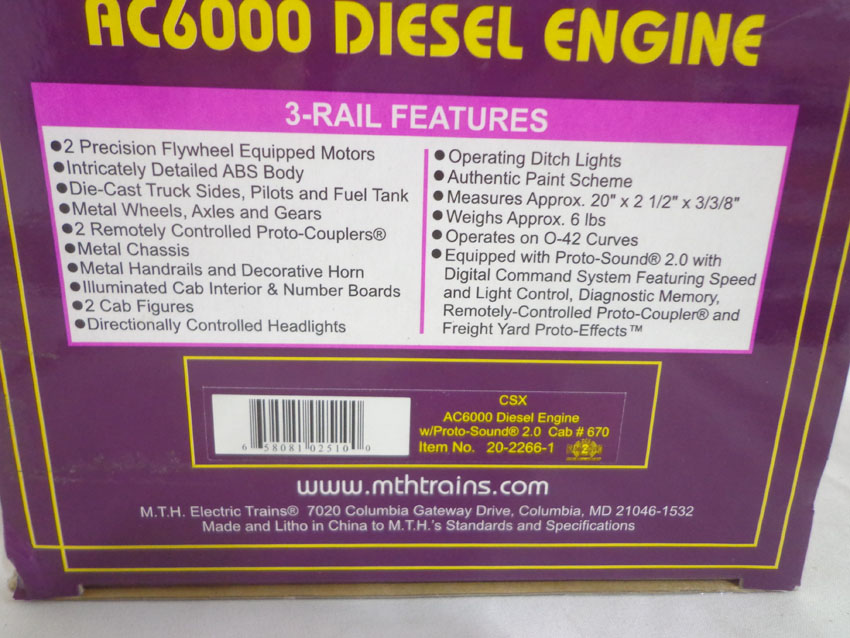 AC6000 DIESEL ENGINE
3-RAIL FEATURES
●2 Precision Flywheel Equipped Motors
●Intricately Detailed ABS Body
●Die-Cast Truck Sides, Pilots and Fuel Tank
●Metal Wheels, Axles and Gears
●2 Remotely Controlled Proto-Couplers®
●Metal Chassis
●Metal Handrails and Decorative Horn
●Illuminated Cab Interior & Number Boards
●2 Cab Figures
●Directionally Controlled Headlights
● Operating Ditch Lights
● Authentic Paint Scheme
● Measures Approx. 20" x 2 1/2" x 3/3/8"
● Weighs Approx. 6 lbs
● Operates on O-42 Curves
● Equipped with Proto-Sound® 2.0 with
Digital Command System Featuring Speed
and Light Control, Diagnostic Memory,
Remotely-Controlled Proto-Coupler® and
Freight Yard Proto-Effects™
6 58081 02510 0
CSX
AC6000 Diesel Engine
w/Proto-Sound® 2.0 Cab # 670
Item No. 20-2266-1
2
www.mthtrains.com
M.T.H. Electric Trains® 7020 Columbia Gateway Drive, Columbia, MD 21046-1532
Made and Litho in China to M.T.H.'s Standards and Specifications